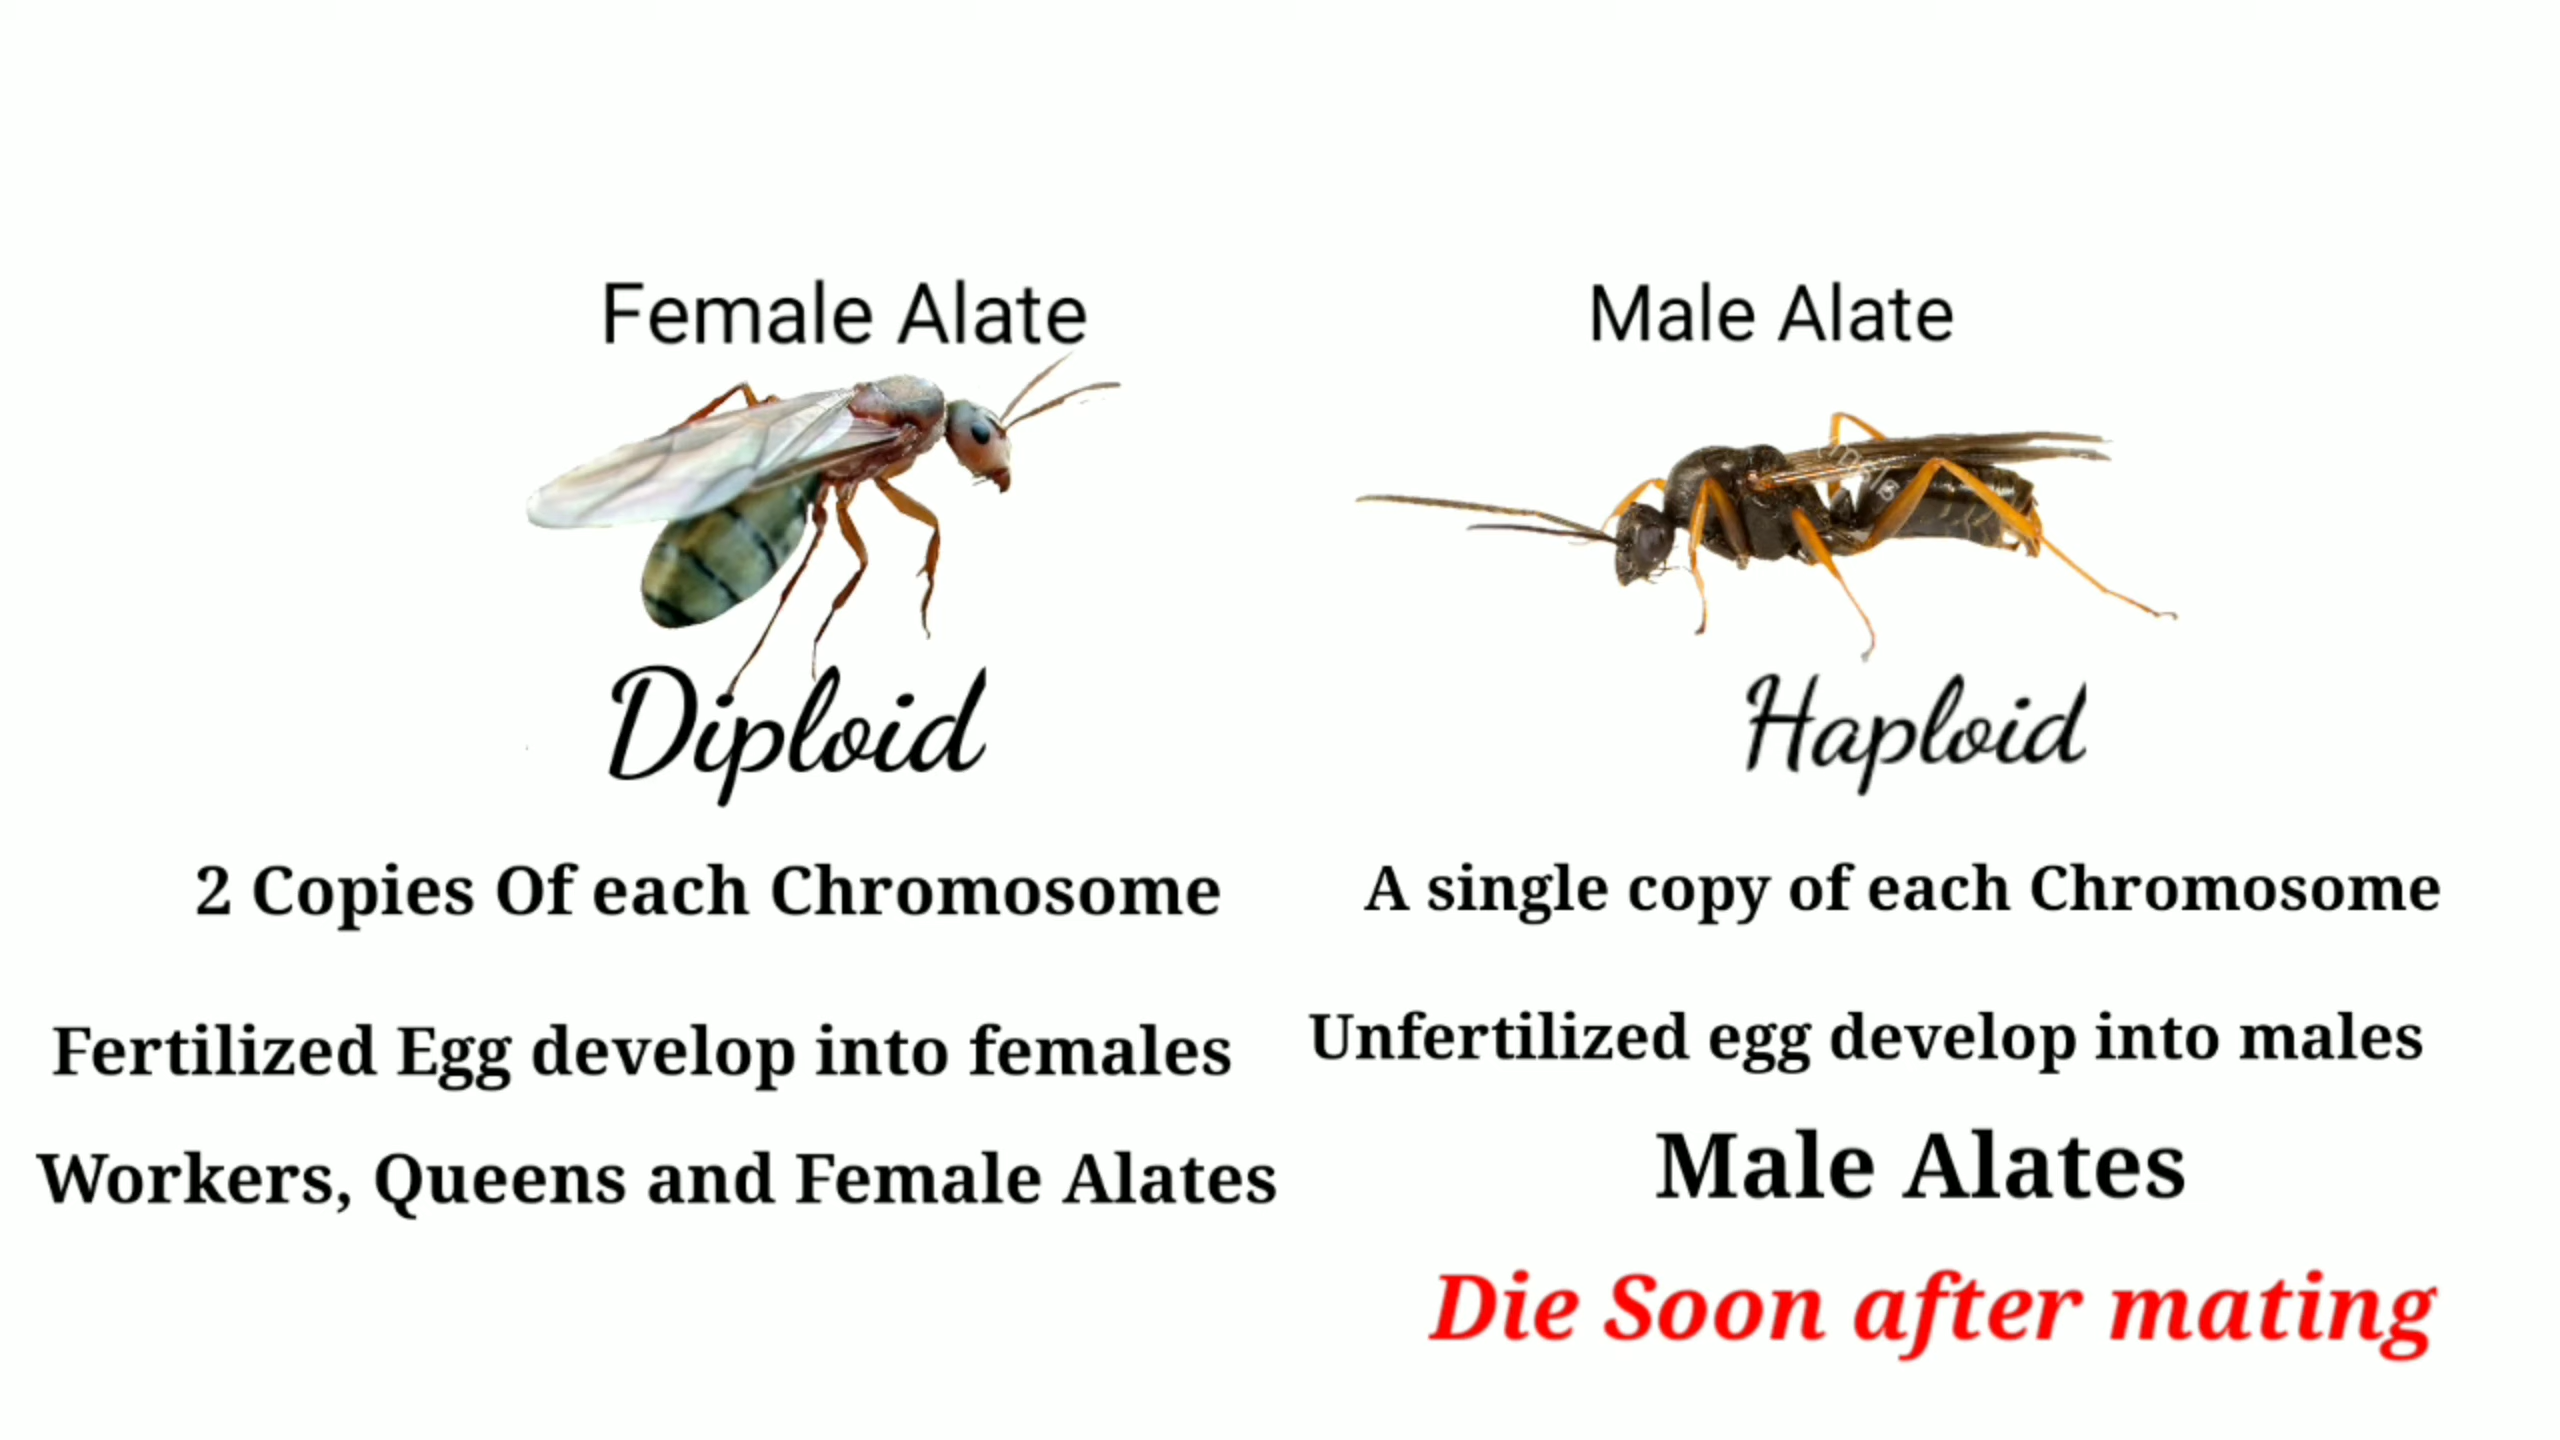 Female Alate
Diploid
2 Copies Of each Chromosome
Fertilized Egg develop into females
Workers, Queens and Female Alates
Male Alate
Haploid
A single copy of each Chromosome
Unfertilized egg develop into males
Male Alates
Die Soon after mating